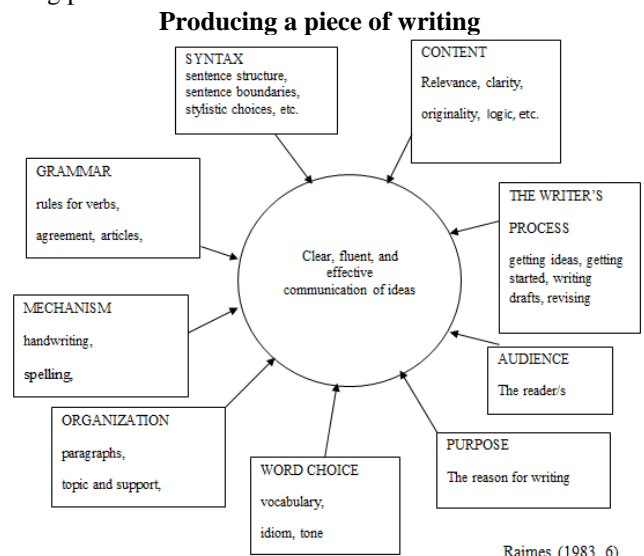 Producing a piece of writing
SYNTAX
sentence structure,
sentence boundaries,
stylistic choices, etc.
CONTENT
Relevance, clarity,
originality, logic, etc.
GRAMMAR
rules for verbs,
agreement, articles,
THE WRITER'S
PROCESS
getting ideas, getting
started, writing
drafts, revising
Clear, fluent, and
effective
communication of ideas
MECHANISM
handwriting,
spelling,
AUDIENCE
The reader/s
ORGANIZATION
paragraphs,
topic and support,
WORD CHOICE
vocabulary,
idiom, tone
PURPOSE
The reason for writing
Raimes (1983, 6)